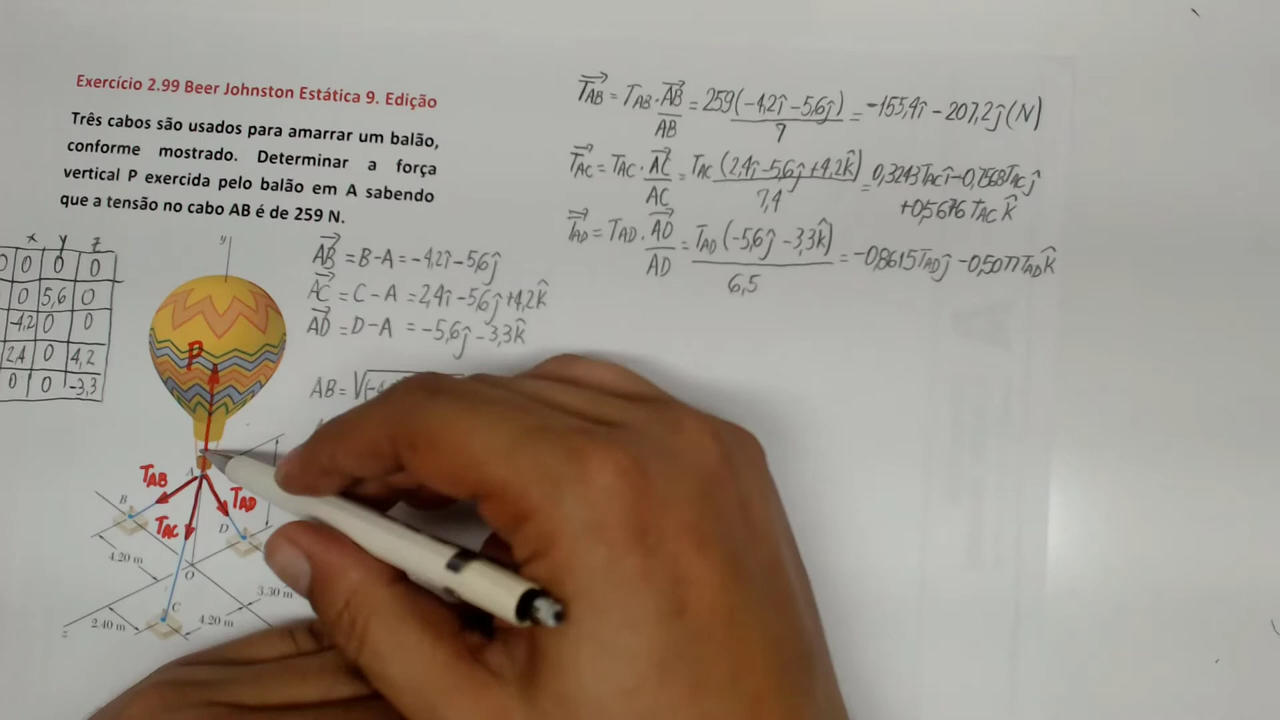 Exercício 2.99 Beer Johnston Estática 9. Edição
Três cabos são usados para amarrar um balão,
conforme mostrado. Determinar a força
vertical P exercida pelo balão em A sabendo
que a tensão no cabo AB é de 259 N.
x y z
0 0 0
0 5,6 0
-4,2 0 0
2,4 0 4,2
0 0 -3,3
y
P
A
TAB
TAD
TAC
B
D
O
C
4.20 m
3.30 m
2.40 m
4.20 m
z
AB = B-A = -4,2î - 5,6ĵ
AC = C-A = 2,4î - 5,6ĵ + 4,2k̂
AD = D-A = -5,6ĵ - 3,3k̂
AB = √(-4
TAB = TAB · AB/AB = 259(-4,2î - 5,6ĵ)/7 = -155,4î - 207,2ĵ (N)
TAC = TAC · AC/AC = TAC (2,4î - 5,6ĵ + 4,2k̂)/7,4 = 0,3243TACî - 0,7568TACĵ
+0,5676 TAC k̂
TAD = TAD · AD/AD = TAD (-5,6ĵ - 3,3k̂)/6,5 = -0,8615TADĵ - 0,5077TADk̂